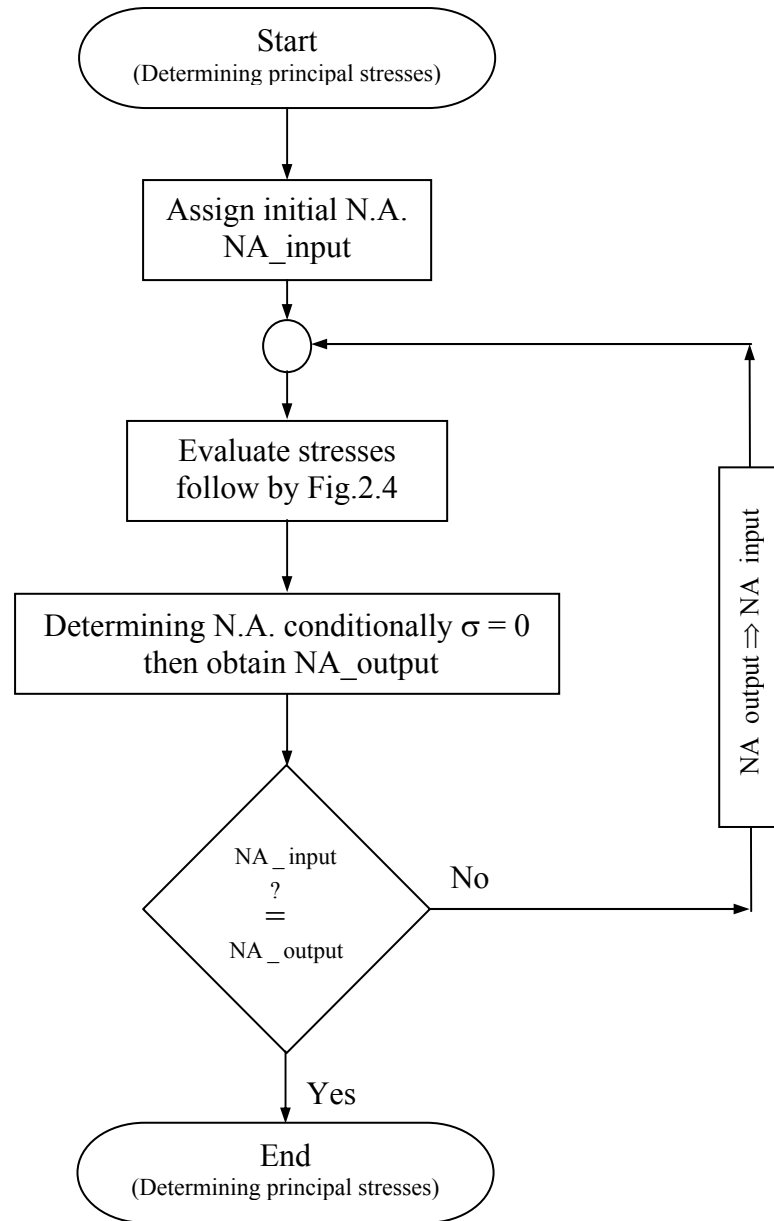 Start
(Determining principal stresses)
Assign initial N.A.
NA_input
Evaluate stresses
follow by Fig.2.4
Determining N.A. conditionally σ = 0
then obtain NA_output
NA_input
?
=
NA_output
No
NA output ⇒ NA input
Yes
End
(Determining principal stresses)